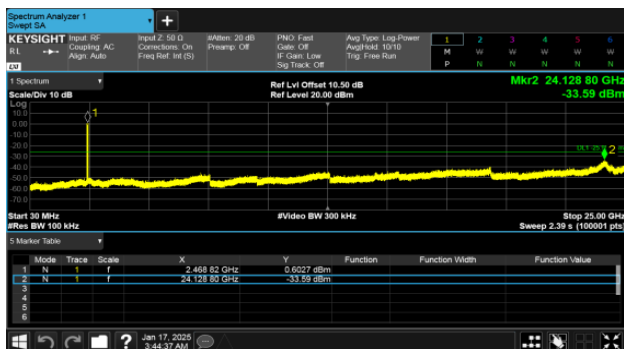 Spectrum Analyzer 1
Swept SA
+
KEYSIGHT Input: RF Input Z: 50 Ω #Atten: 20 dB PNO: Fast Avg Type: Log-Power 1 2 3 4 5 6
RL Coupling: AC Corrections: On Preamp: Off Gate: Off Avg|Hold: 10/10 M W W W W W
Align: Auto Freq Ref: Int (S) IF Gain: Low Trig: Free Run P N N N N N
Sig Track: Off
LXI
1 Spectrum Ref Lvl Offset 10.50 dB Mkr2 24.128 80 GHz
Scale/Div 10 dB Ref Level 20.00 dBm -33.59 dBm
Log
10.0
0.00
-10.0
-20.0
-30.0
-40.0
-50.0
-60.0
-70.0
1
2
Start 30 MHz #Video BW 300 kHz Stop 25.00 GHz
#Res BW 100 kHz Sweep 2.39 s (100001 pts)
5 Marker Table
Mode Trace Scale X Y Function Function Width Function Value
1 N 1 f 2.468 82 GHz 0.6027 dBm
2 N 1 f 24.128 80 GHz -33.59 dBm
3
4
5
6
? Jan 17, 2025
3:44:37 AM